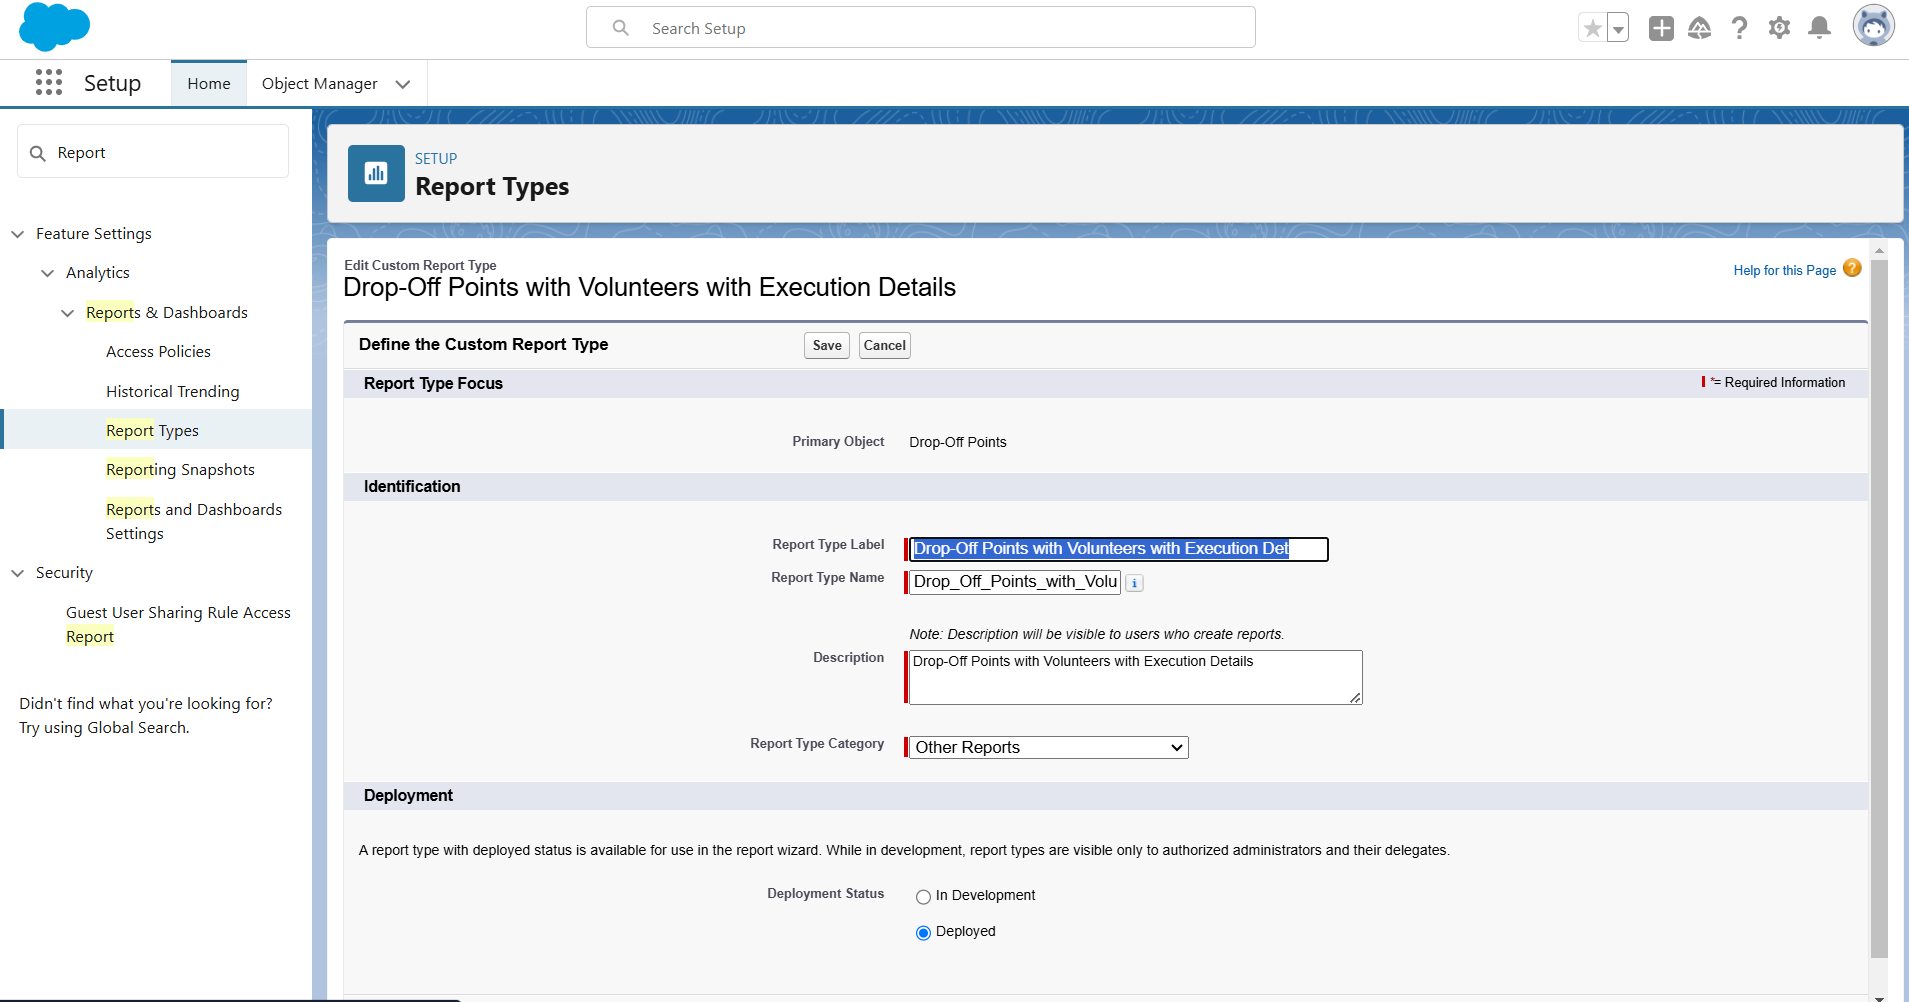 Search Setup
Setup
Home
Object Manager
Report
Feature Settings
Analytics
Reports & Dashboards
Access Policies
Historical Trending
Report Types
Reporting Snapshots
Reports and Dashboards
Settings
Security
Guest User Sharing Rule Access
Report
Didn't find what you're looking for?
Try using Global Search.
SETUP
Report Types
Edit Custom Report Type
Drop-Off Points with Volunteers with Execution Details
Help for this Page ?
Define the Custom Report Type
Save
Cancel
Report Type Focus
*= Required Information
Primary Object Drop-Off Points
Identification
Report Type Label Drop-Off Points with Volunteers with Execution Det
Report Type Name Drop_Off_Points_with_Volu i
Note: Description will be visible to users who create reports.
Description Drop-Off Points with Volunteers with Execution Details
Report Type Category Other Reports
Deployment
A report type with deployed status is available for use in the report wizard. While in development, report types are visible only to authorized administrators and their delegates.
Deployment Status In Development
Deployed